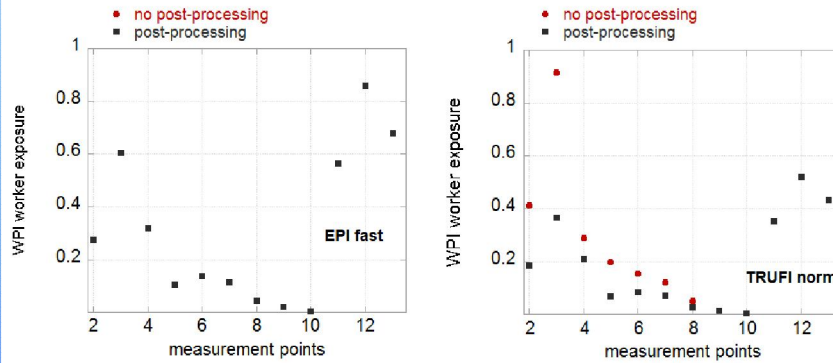 no post-processing
post-processing
1
0.8
0.6
0.4
0.2
2 4 6 8 10 12
WPI worker exposure
EPI fast
measurement points
no post-processing
post-processing
1
0.8
0.6
0.4
0.2
2 4 6 8 10 12
WPI worker exposure
TRUFI norm
measurement points